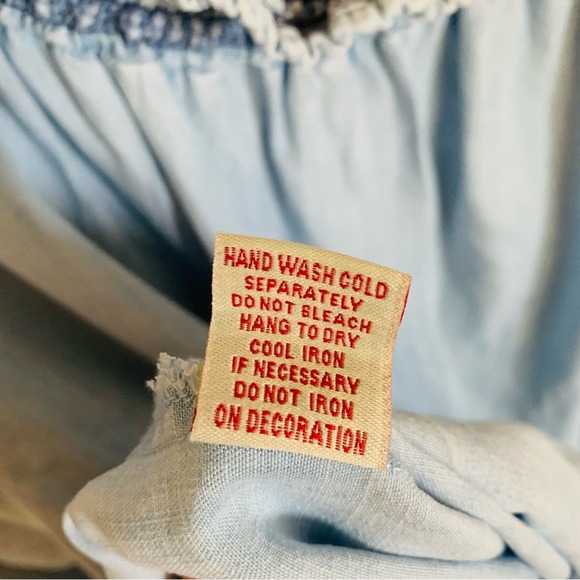 HAND WASH COLD
SEPARATELY
DO NOT BLEACH
HANG TO DRY
COOL IRON
IF NECESSARY
DO NOT IRON
ON DECORATION